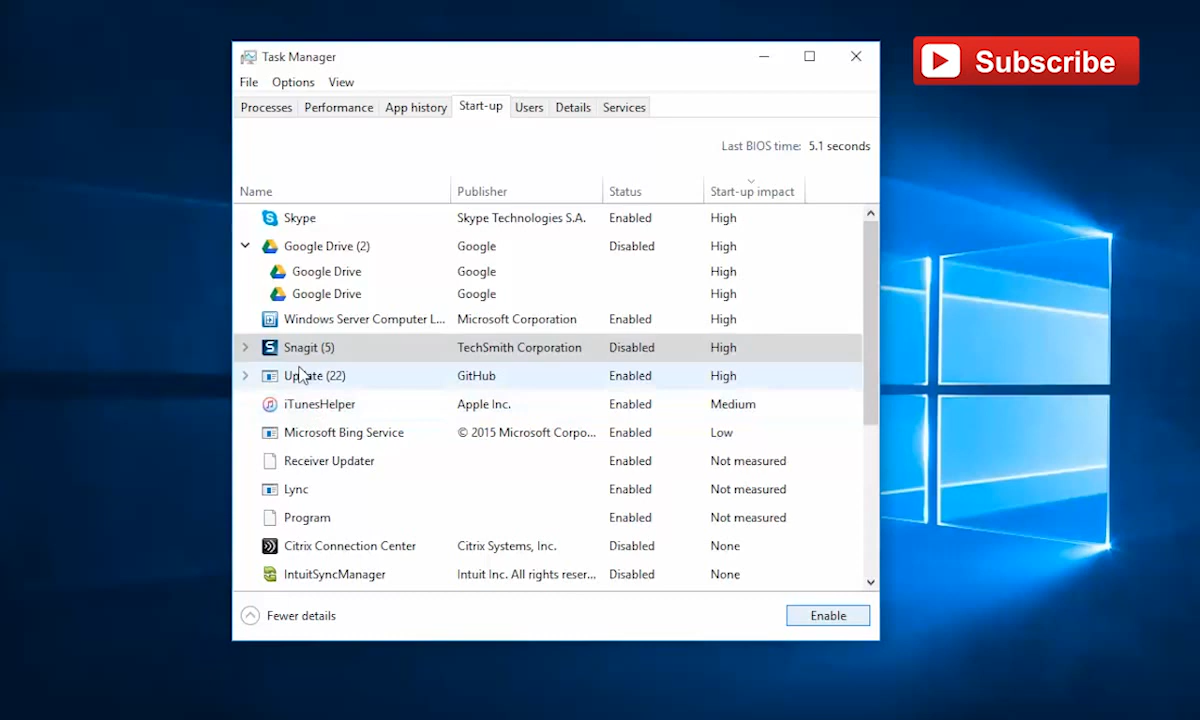 Task Manager
Subscribe
File Options View
Processes Performance App history Start-up Users Details Services
Last BIOS time: 5.1 seconds
Name Publisher Status Start-up impact
Skype Skype Technologies S.A. Enabled High
Google Drive (2) Google Disabled High
Google Drive Google High
Google Drive Google High
Windows Server Computer L... Microsoft Corporation Enabled High
Snagit (5) TechSmith Corporation Disabled High
Update (22) GitHub Enabled High
iTunesHelper Apple Inc. Enabled Medium
Microsoft Bing Service © 2015 Microsoft Corpo... Enabled Low
Receiver Updater Enabled Not measured
Lync Enabled Not measured
Program Enabled Not measured
Citrix Connection Center Citrix Systems, Inc. Disabled None
IntuitSyncManager Intuit Inc. All rights reser... Disabled None
Fewer details Enable